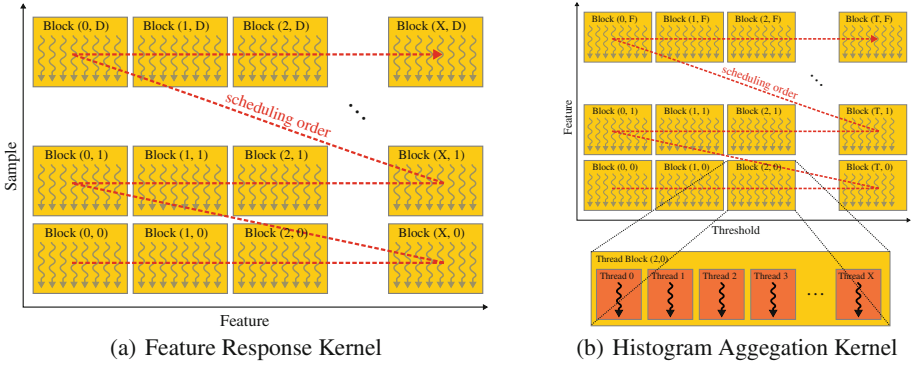 Block (0, D) Block (1, D) Block (2, D) Block (X, D)
scheduling order
...
Block (0, 1) Block (1, 1) Block (2, 1) Block (X, 1)
Block (0, 0) Block (1, 0) Block (2, 0) Block (X, 0)
Sample
Feature
(a) Feature Response Kernel
Block (0, F) Block (1, F) Block (2, F) Block (T, F)
scheduling order
...
Block (0, 1) Block (1, 1) Block (2, 1) Block (T, 1)
Block (0, 0) Block (1, 0) Block (2, 0) Block (T, 0)
Feature
Threshold
Thread Block (2,0)
Thread 0 Thread 1 Thread 2 Thread 3 ... Thread X
(b) Histogram Aggegation Kernel